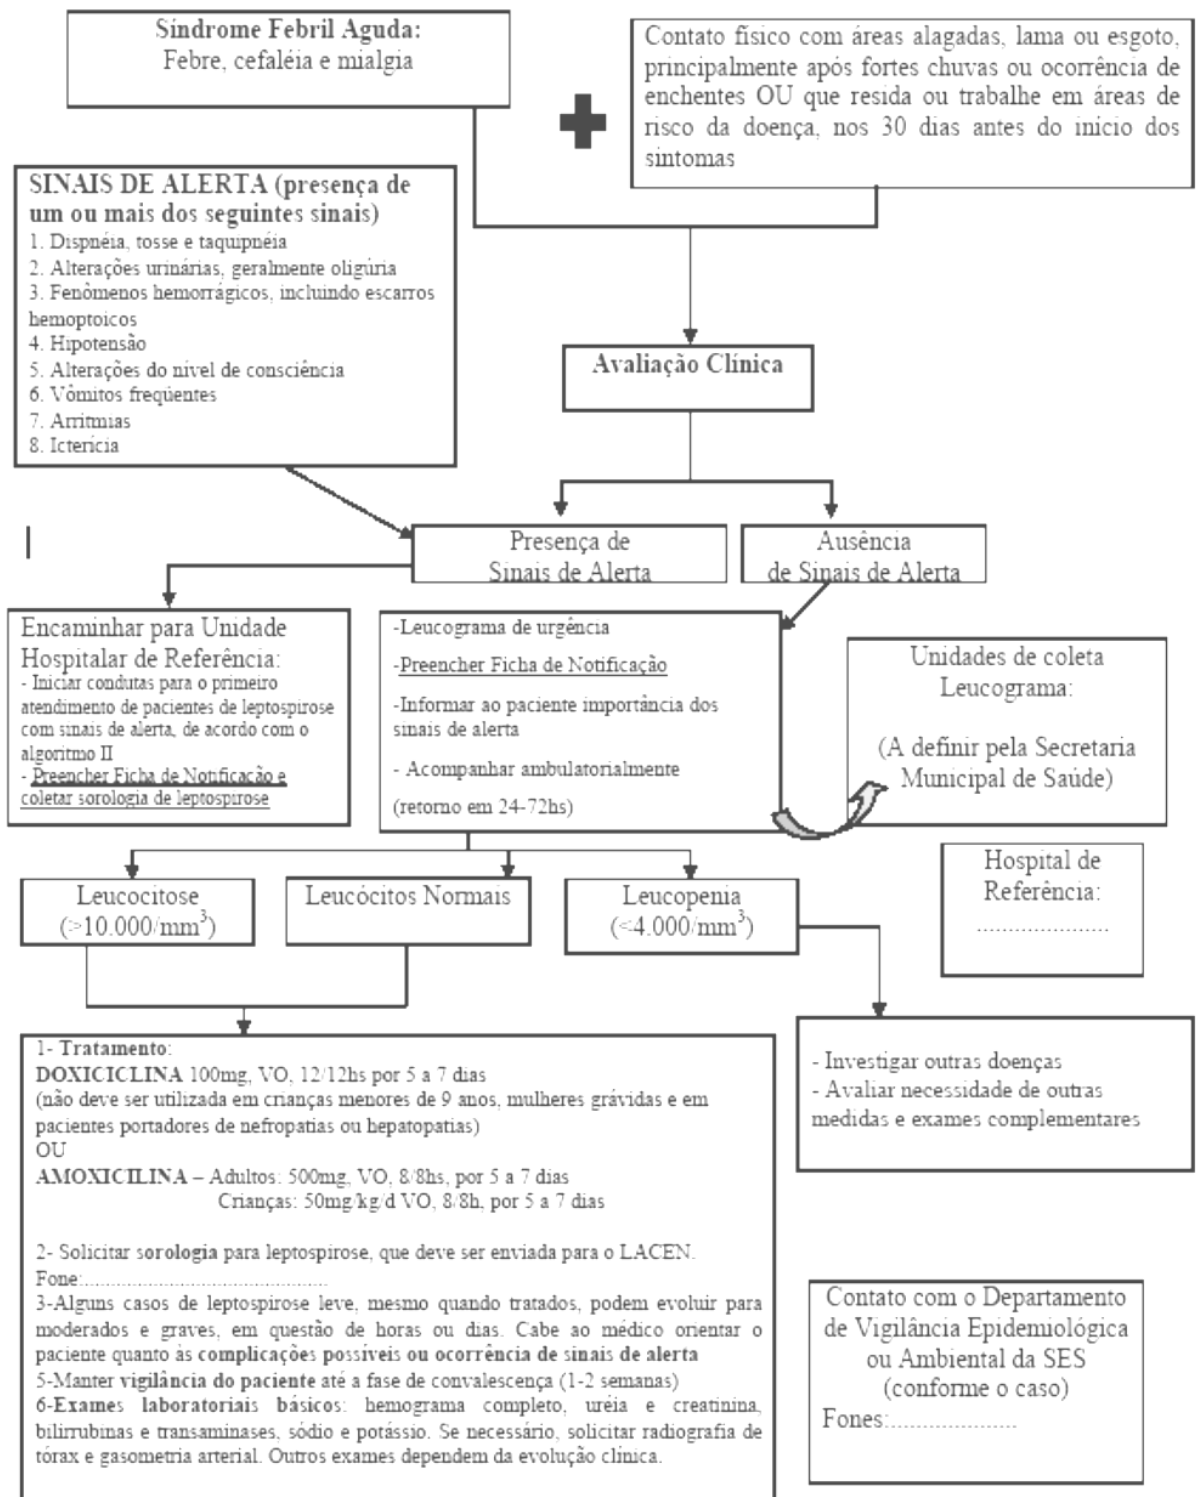 Síndrome Febril Aguda:
Febre, cefaléia e mialgia
Contato físico com áreas alagadas, lama ou esgoto,
principalmente após fortes chuvas ou ocorrência de
enchentes OU que resida ou trabalhe em áreas de
risco da doença, nos 30 dias antes do início dos
sintomas
SINAIS DE ALERTA (presença de
um ou mais dos seguintes sinais)
1. Dispnéia, tosse e taquipnéia
2. Alterações urinárias, geralmente oligúria
3. Fenômenos hemorrágicos, incluindo escarros
hemoptoicos
4. Hipotensão
5. Alterações do nível de consciência
6. Vômitos freqüentes
7. Arritmias
8. Icterícia
Avaliação Clínica
Presença de
Sinais de Alerta
Ausência
de Sinais de Alerta
Encaminhar para Unidade
Hospitalar de Referência:
- Iniciar condutas para o primeiro
atendimento de pacientes de leptospirose
com sinais de alerta, de acordo com o
algoritmo II
- Preencher Ficha de Notificação e
coletar sorologia de leptospirose
-Leucograma de urgência
-Preencher Ficha de Notificação
-Informar ao paciente importância dos
sinais de alerta
- Acompanhar ambulatorialmente
(retorno em 24-72hs)
Unidades de coleta
Leucograma:
(A definir pela Secretaria
Municipal de Saúde)
Leucocitose
(>10.000/mm³)
Leucócitos Normais
Leucopenia
(<4.000/mm³)
Hospital de
Referência:
.....................
1- Tratamento:
DOXICICLINA 100mg, VO, 12/12hs por 5 a 7 dias
(não deve ser utilizada em crianças menores de 9 anos, mulheres grávidas e em
pacientes portadores de nefropatias ou hepatopatias)
OU
AMOXICILINA – Adultos: 500mg, VO, 8/8hs, por 5 a 7 dias
Crianças: 50mg/kg/d VO, 8/8h, por 5 a 7 dias
2- Solicitar sorologia para leptospirose, que deve ser enviada para o LACEN.
Fone:............................................
3-Alguns casos de leptospirose leve, mesmo quando tratados, podem evoluir para
moderados e graves, em questão de horas ou dias. Cabe ao médico orientar o
paciente quanto às complicações possíveis ou ocorrência de sinais de alerta
5-Manter vigilância do paciente até a fase de convalescença (1-2 semanas)
6-Exames laboratoriais básicos: hemograma completo, uréia e creatinina,
bilirrubinas e transaminases, sódio e potássio. Se necessário, solicitar radiografia de
tórax e gasometria arterial. Outros exames dependem da evolução clínica.
- Investigar outras doenças
- Avaliar necessidade de outras
medidas e exames complementares
Contato com o Departamento
de Vigilância Epidemiológica
ou Ambiental da SES
(conforme o caso)
Fones:....................